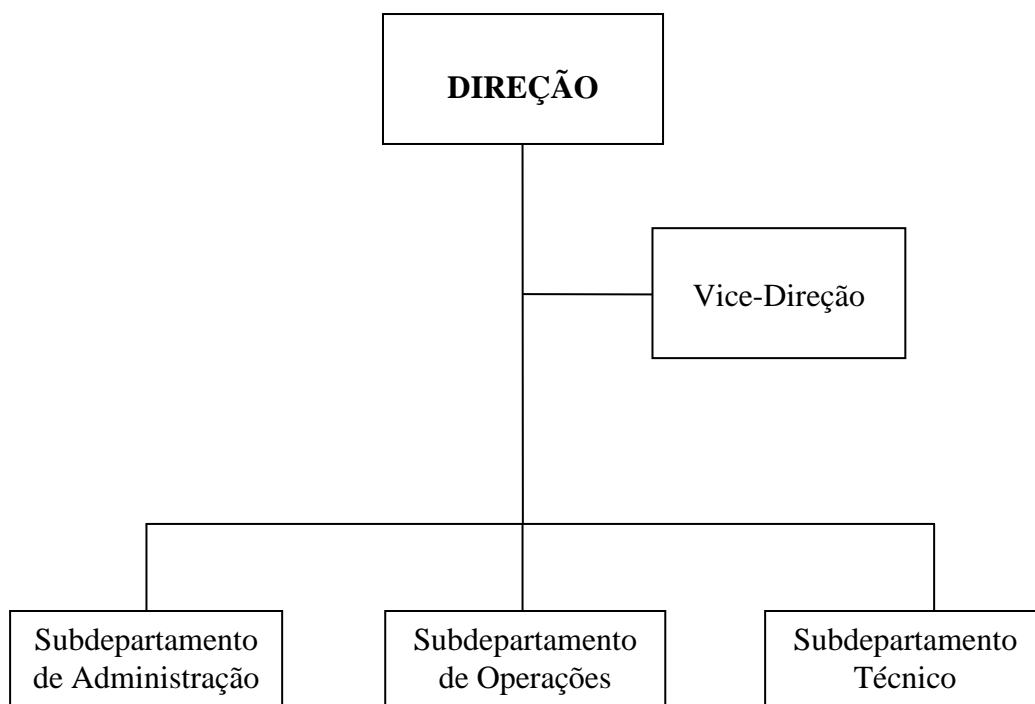 DIREÇÃO
Vice-Direção
Subdepartamento
de Administração
Subdepartamento
de Operações
Subdepartamento
Técnico